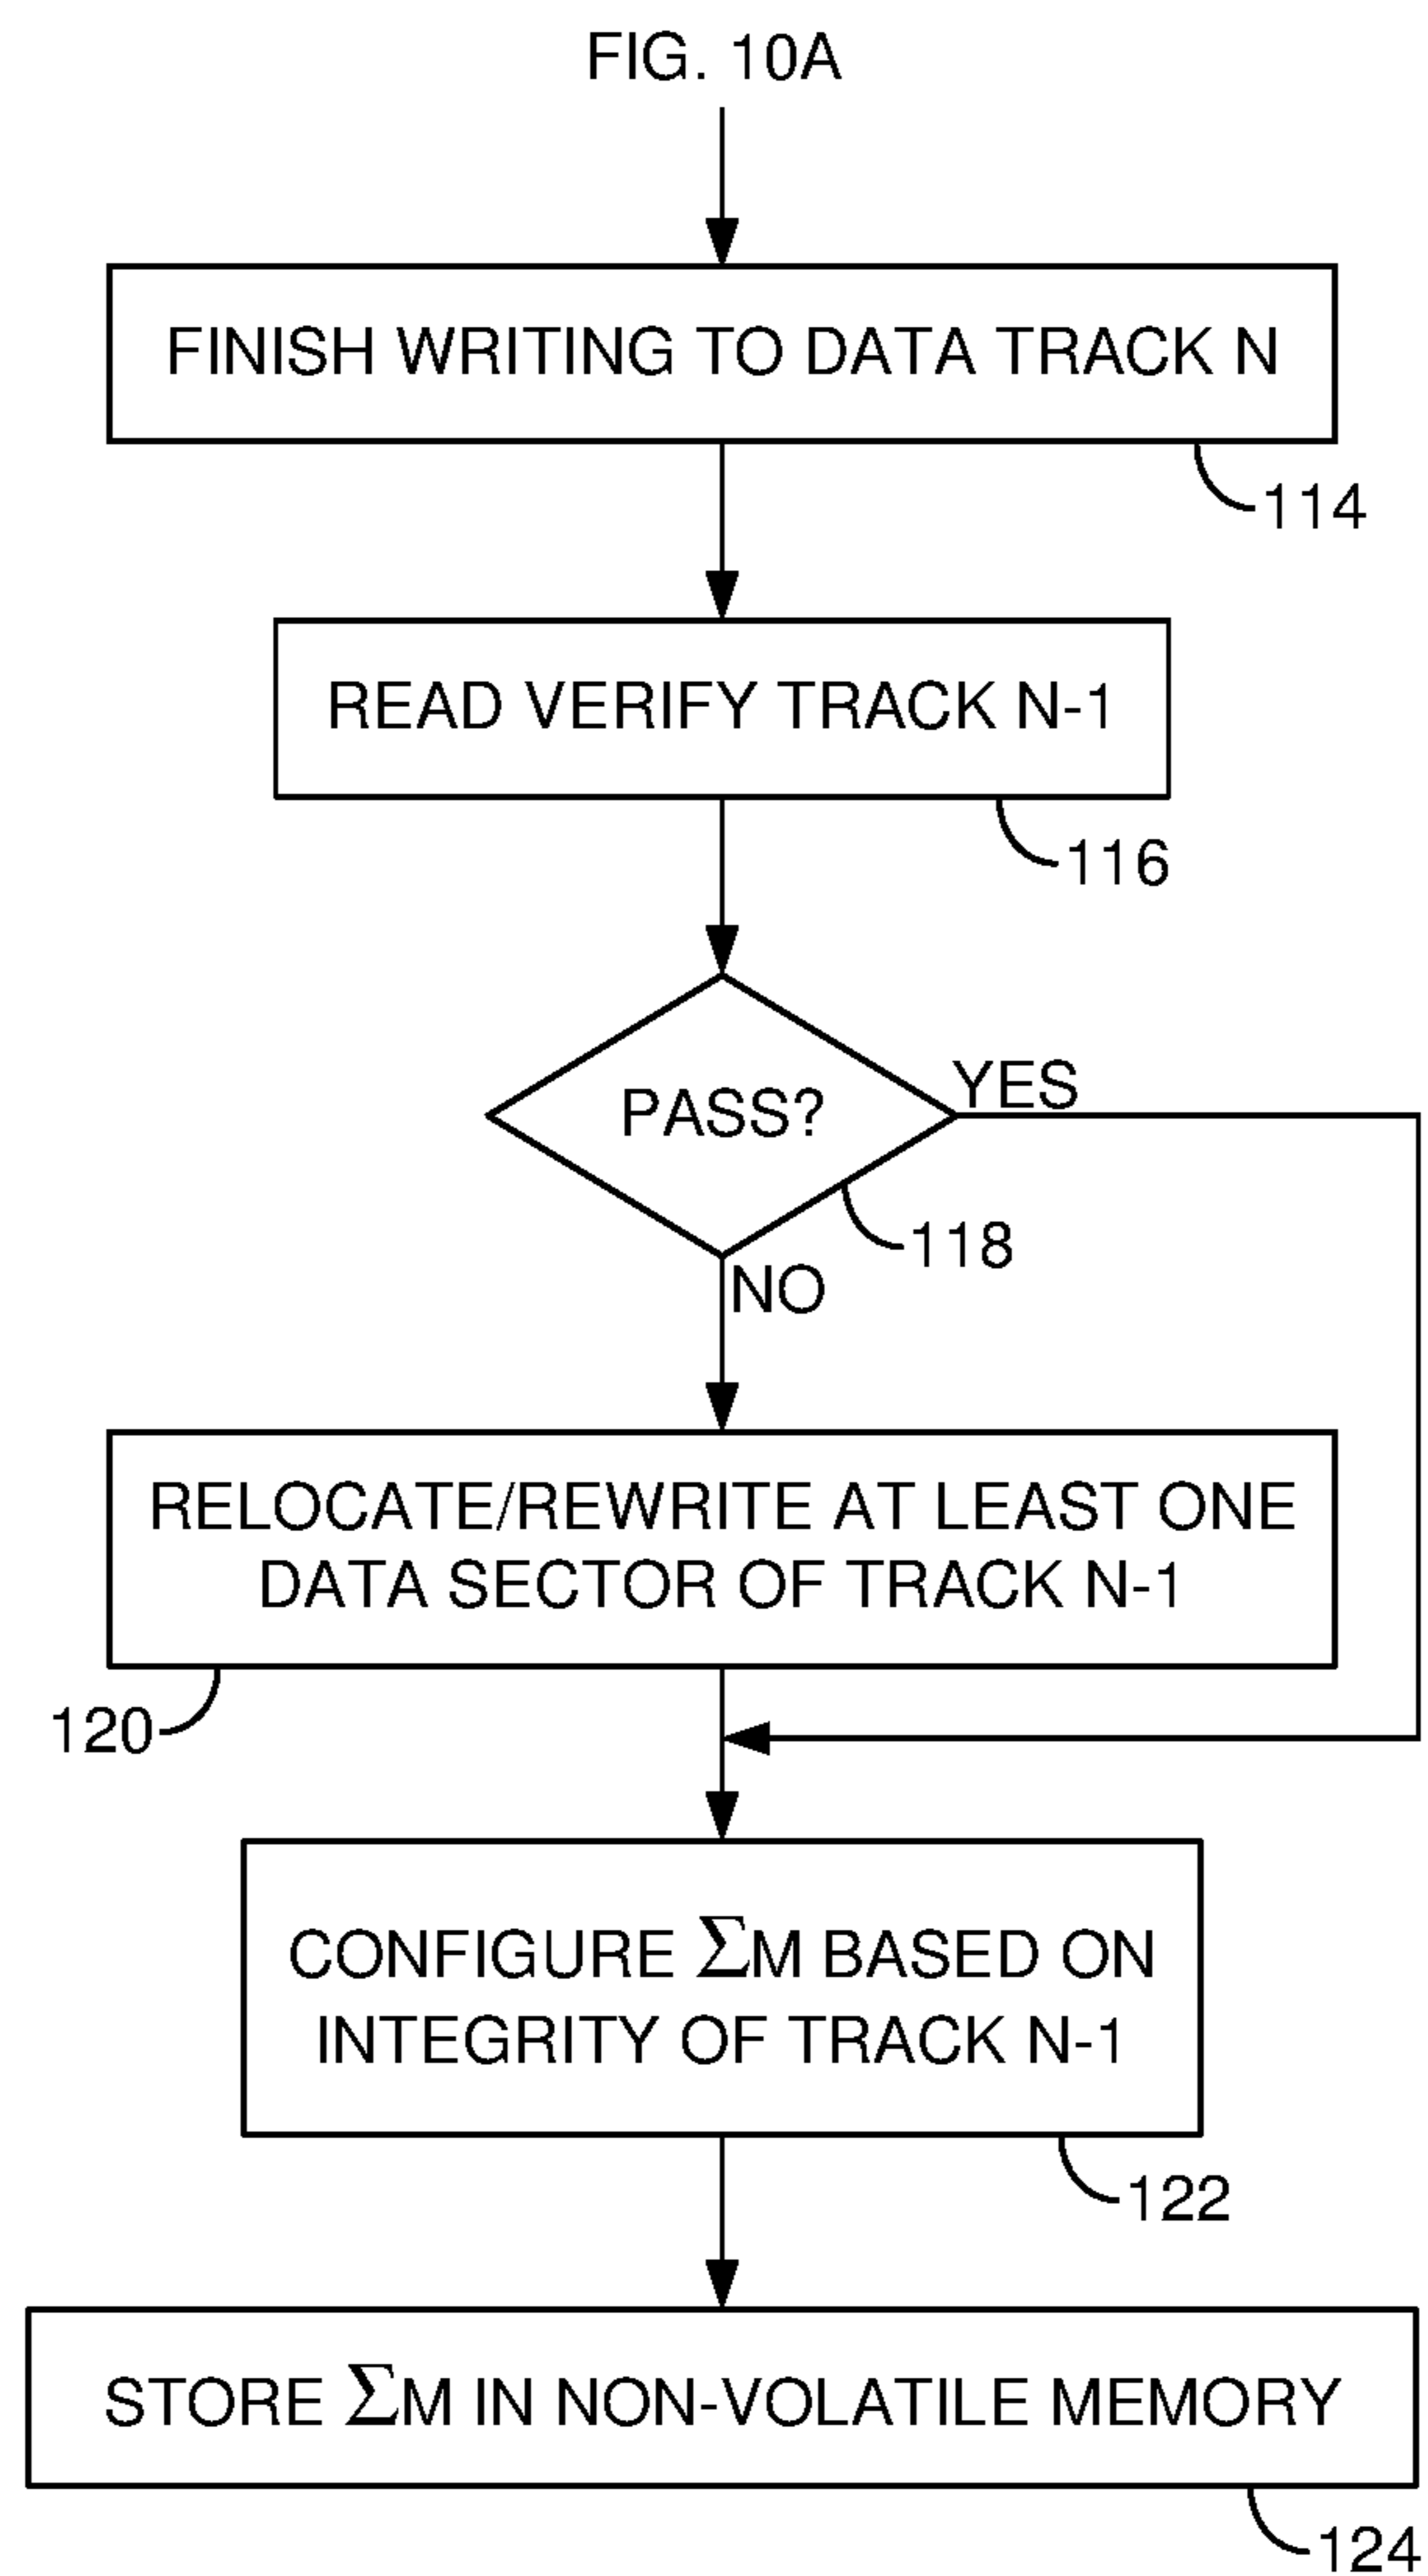 FIG. 10A
FINISH WRITING TO DATA TRACK N
114
READ VERIFY TRACK N-1
116
PASS?
YES
118
NO
RELOCATE/REWRITE AT LEAST ONE
DATA SECTOR OF TRACK N-1
120
CONFIGURE ΣM BASED ON
INTEGRITY OF TRACK N-1
122
STORE ΣM IN NON-VOLATILE MEMORY
124